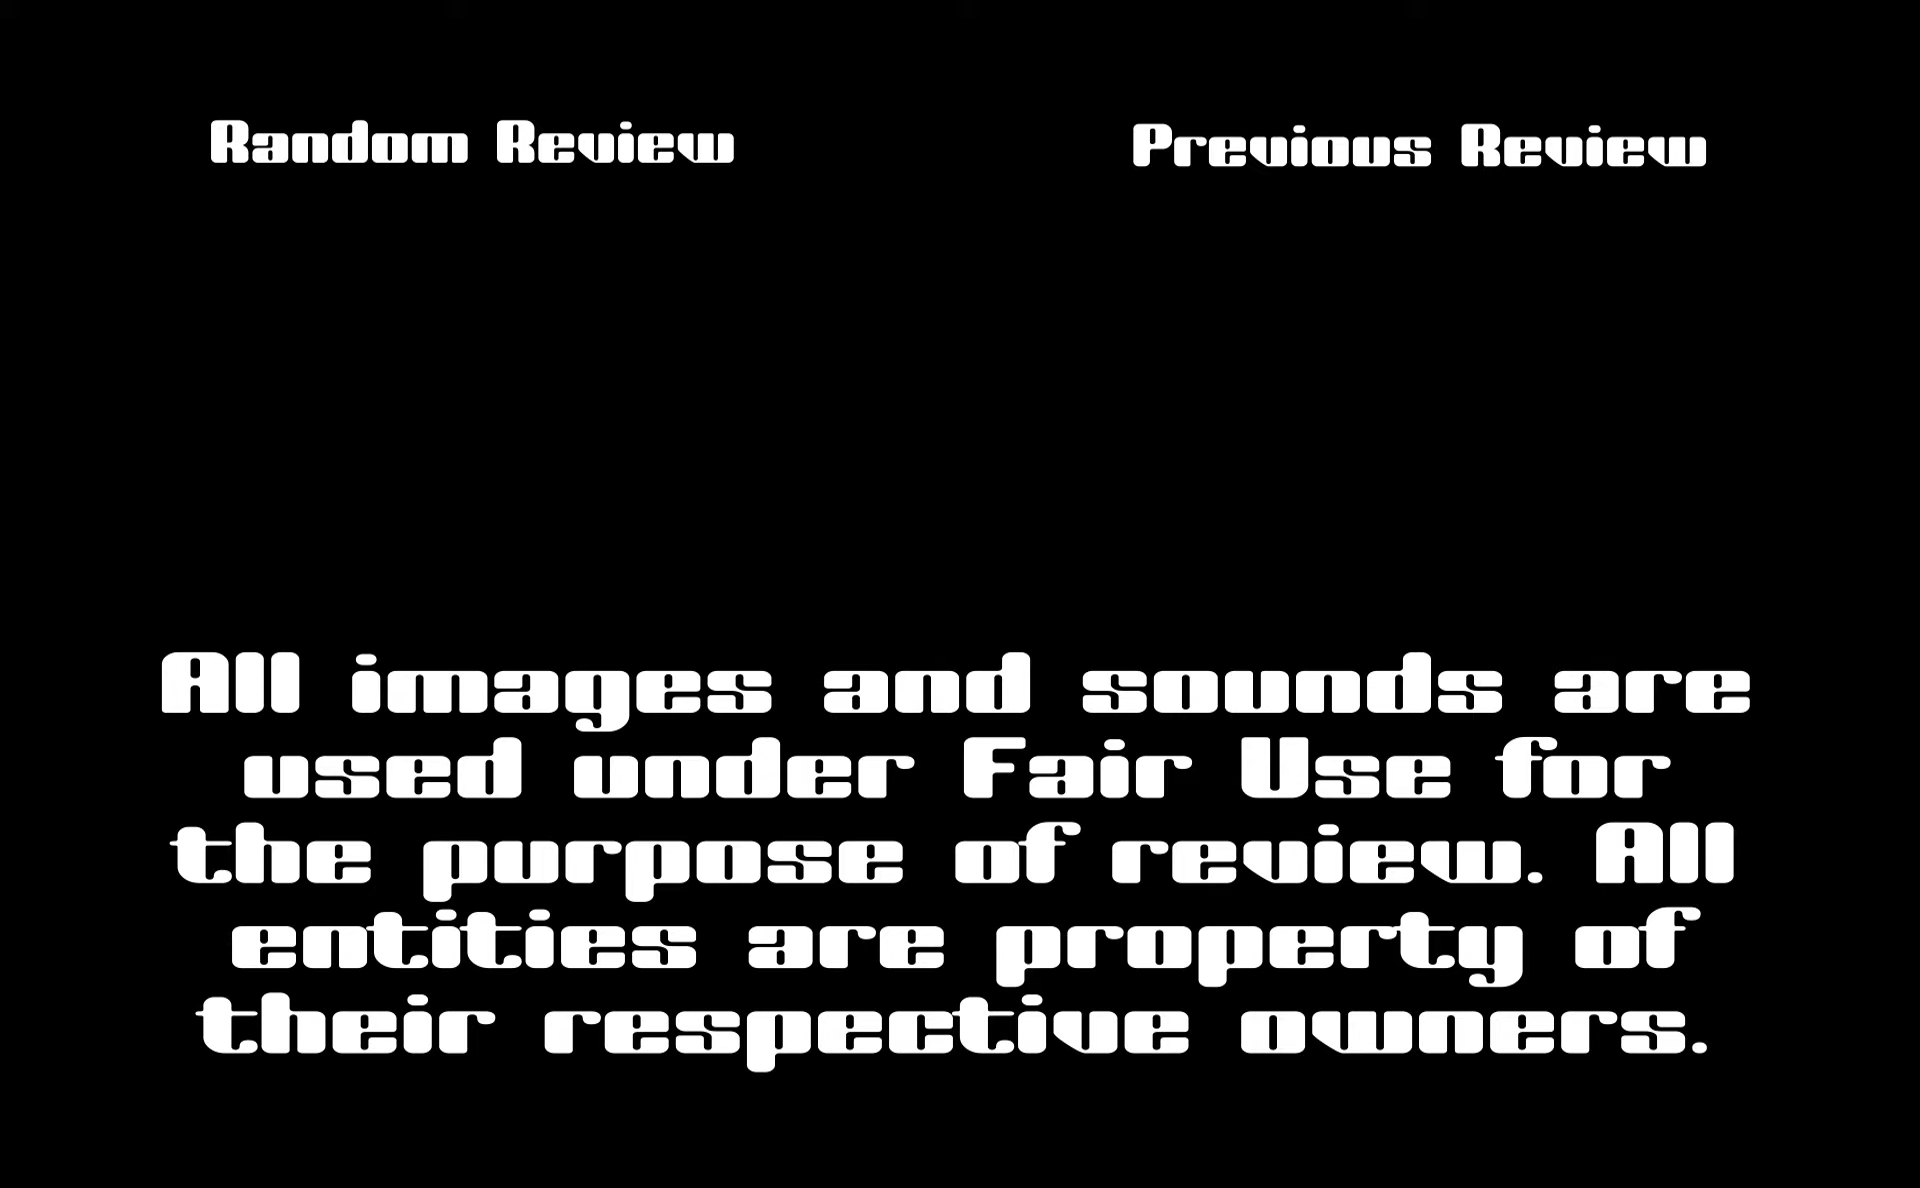 Random Review
Previous Review
All images and sounds are
used under Fair Use for
the purpose of review. All
entities are property of
their respective owners.